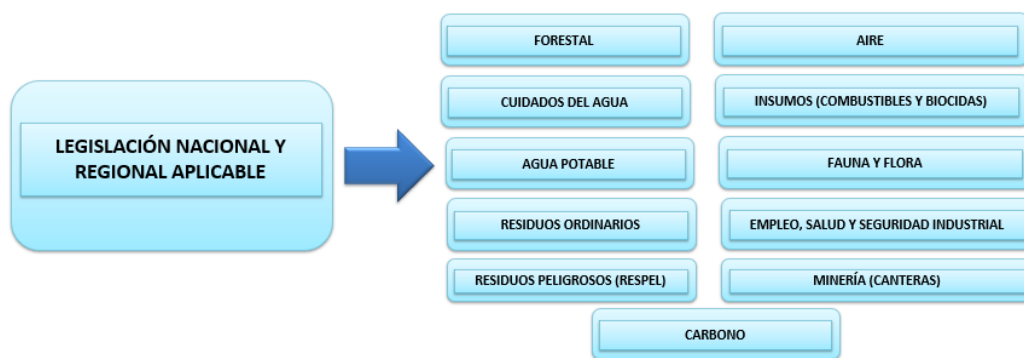 LEGISLACIÓN NACIONAL Y
REGIONAL APLICABLE
FORESTAL
AIRE
CUIDADOS DEL AGUA
INSUMOS (COMBUSTIBLES Y BIOCIDAS)
AGUA POTABLE
FAUNA Y FLORA
RESIDUOS ORDINARIOS
EMPLEO, SALUD Y SEGURIDAD INDUSTRIAL
RESIDUOS PELIGROSOS (RESPEL)
MINERÍA (CANTERAS)
CARBONO